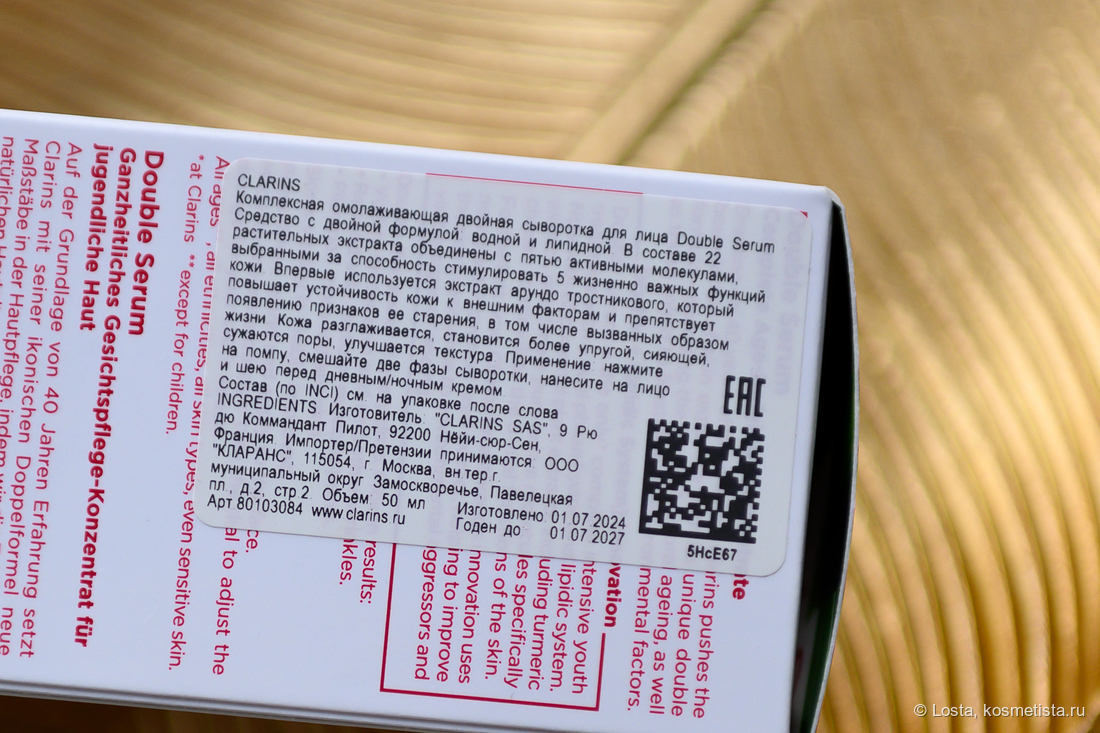 CLARINS
Комплексная омолаживающая двойная сыворотка для лица Double Serum
Средство с двойной формулой: водной и липидной. В составе 22
растительных экстракта объединены с пятью активными молекулами,
выбранными за способность стимулировать 5 жизненно важных функций
кожи. Впервые используется экстракт арундо тростникового, который
повышает устойчивость кожи к внешним факторам и препятствует
появлению признаков ее старения, в том числе вызванных образом
жизни. Кожа разглаживается, становится более упругой, сияющей,
сужаются поры, улучшается текстура. Применение: нажмите
на помпу, смешайте две фазы сыворотки, нанесите на лицо
и шею перед дневным/ночным кремом.
Состав (по INCI) см. на упаковке после слова
INGREDIENTS. Изготовитель: "CLARINS SAS", 9 Рю
дю Коммандант Пилот, 92200 Нёйи-сюр-Сен,
Франция. Импортер/Претензии принимаются: ООО
"КЛАРАНС", 115054, г. Москва, вн.тер.г.
муниципальный округ Замоскворечье, Павелецкая
пл., д.2, стр.2. Объем: 50 мл
Арт.80103084 www.clarins.ru
Изготовлено 01.07.2024
Годен до 01.07.2027
EAC
5HcE67
Double Serum
Ganzheitliches Gesichtspflege-Konzentrat für
jugendliche Haut
Auf der Grundlage von 40 Jahren Erfahrung setzt
Clarins mit seiner ikonischen Doppelformel neue
Maßstäbe in der Hautpflege, indem
natürlichen
All ages, all ethnicities, all skin types, even sensitive skin.
*at Clarins **except for children.
al to adjust the
ce.
results:
kles.
vation
ntensive youth
lipidic system.
uding turmeric
es specifically
ns of the skin.
nnovation uses
ng to improve
ggressors and
rins pushes the
unique double
ageing, as well
mental factors.
© Losta, kosmetista.ru